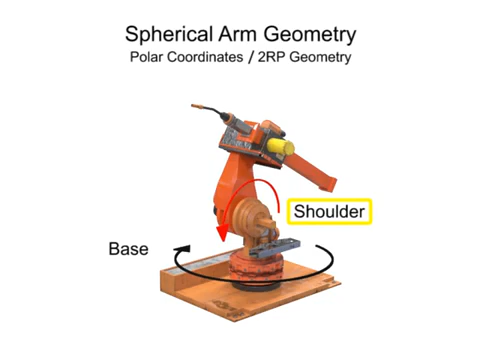 Spherical Arm Geometry
Polar Coordinates / 2RP Geometry
Shoulder
Base